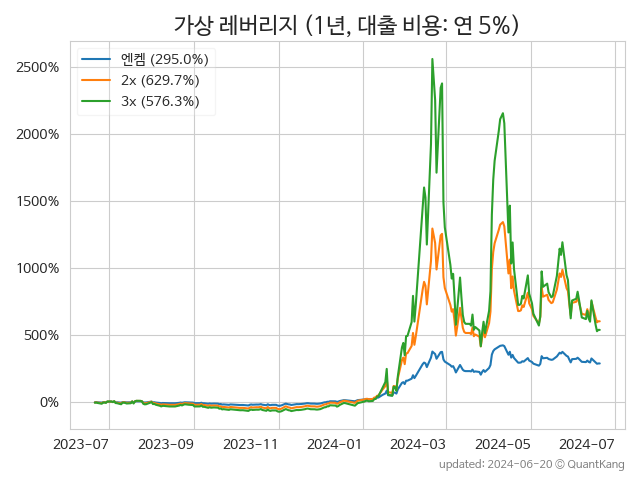 가상 레버리지 (1년, 대출 비용: 연 5%)
엔켐 (295.0%)
2x (629.7%)
3x (576.3%)
2500%
2000%
1500%
1000%
500%
0%
2023-07 2023-09 2023-11 2024-01 2024-03 2024-05 2024-07
updated: 2024-06-20 © QuantKang